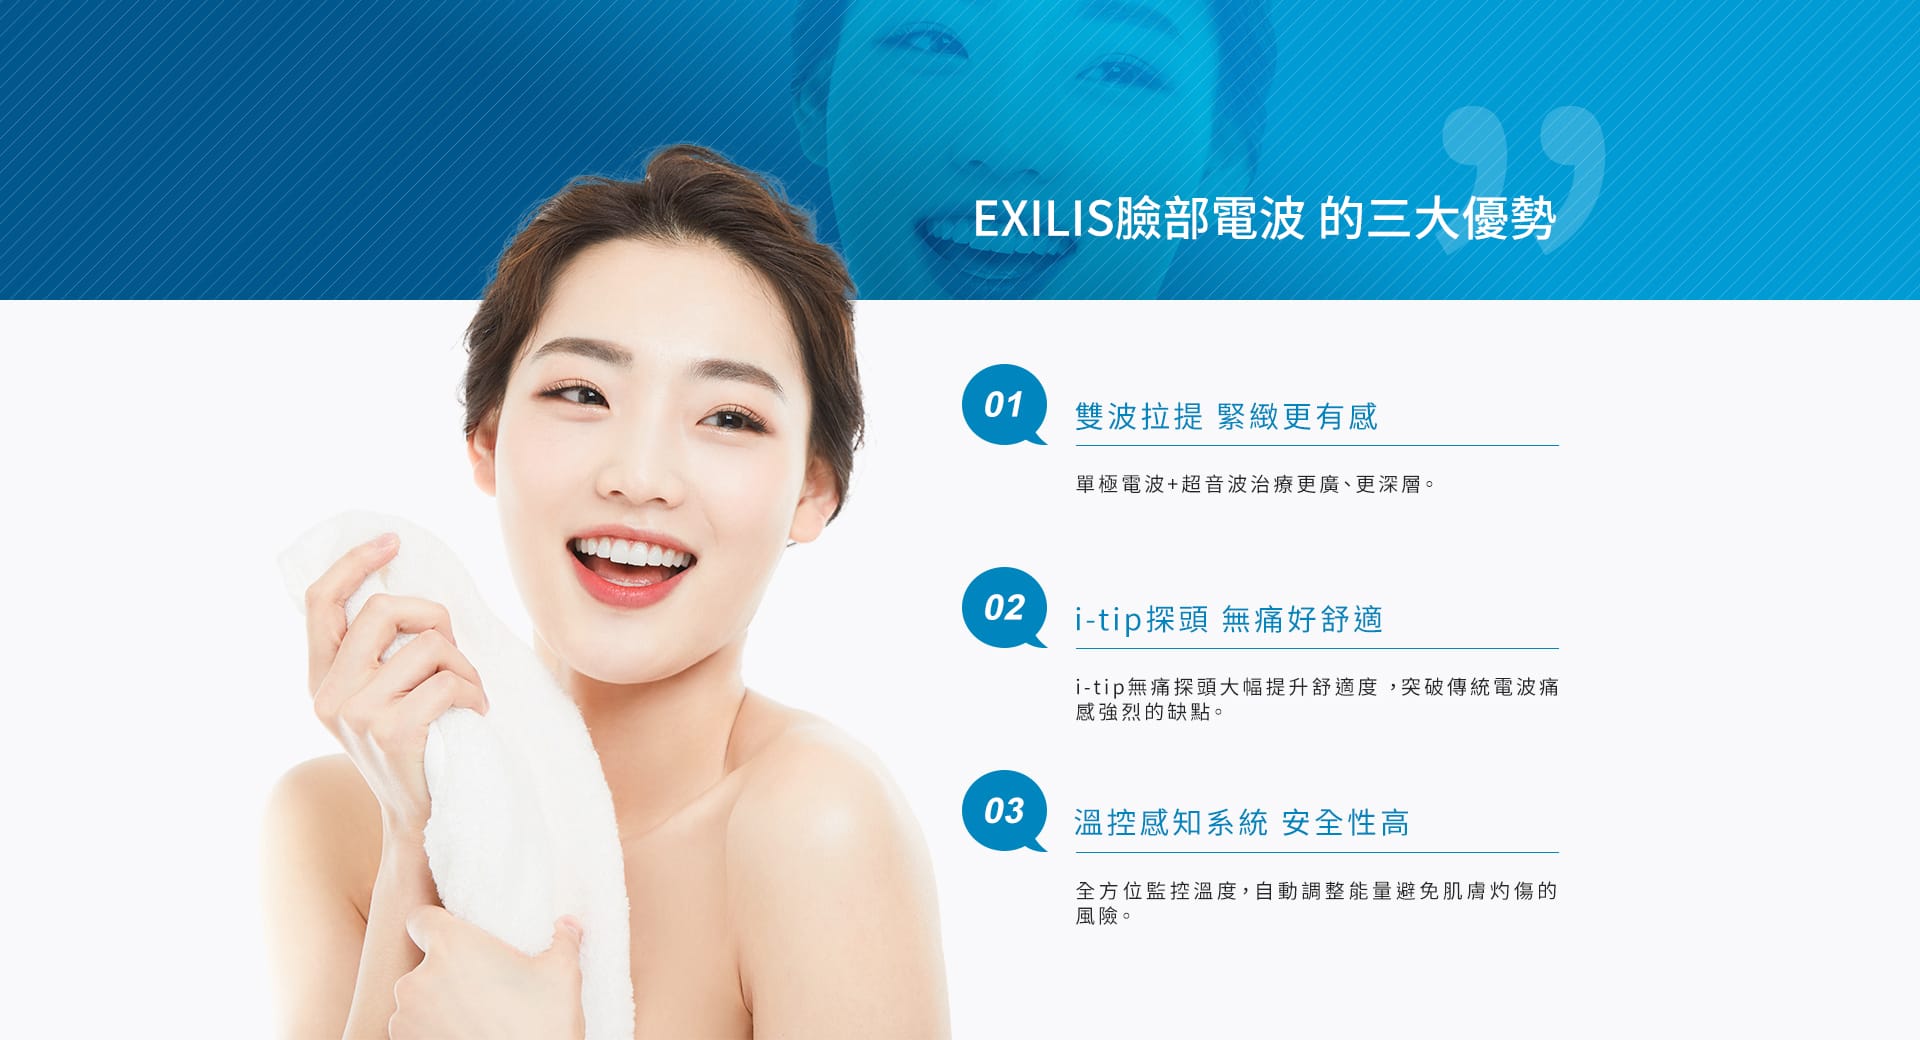 EXILIS臉部電波 的三大優勢
01
雙波拉提 緊緻更有感
單極電波+超音波治療更廣、更深層。
02
i-tip探頭 無痛好舒適
i-tip無痛探頭大幅提升舒適度，突破傳統電波痛
感強烈的缺點。
03
溫控感知系統 安全性高
全方位監控溫度，自動調整能量避免肌膚灼傷的
風險。